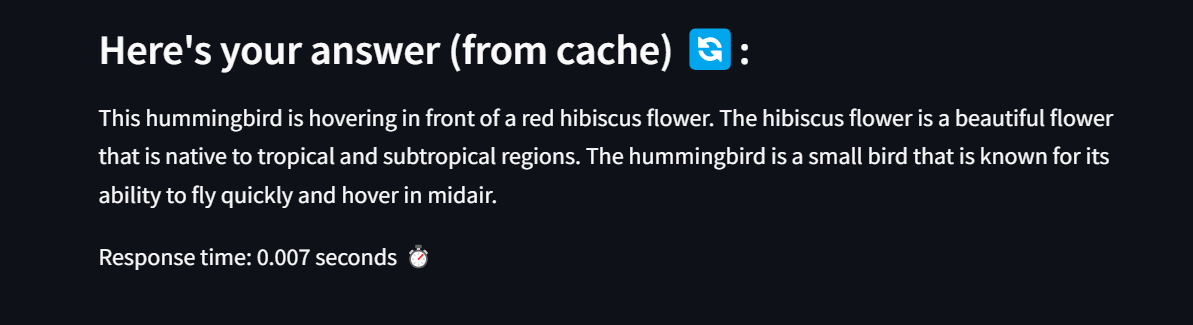 Here's your answer (from cache) 🔄 :
This hummingbird is hovering in front of a red hibiscus flower. The hibiscus flower is a beautiful flower
that is native to tropical and subtropical regions. The hummingbird is a small bird that is known for its
ability to fly quickly and hover in midair.
Response time: 0.007 seconds ⏱️